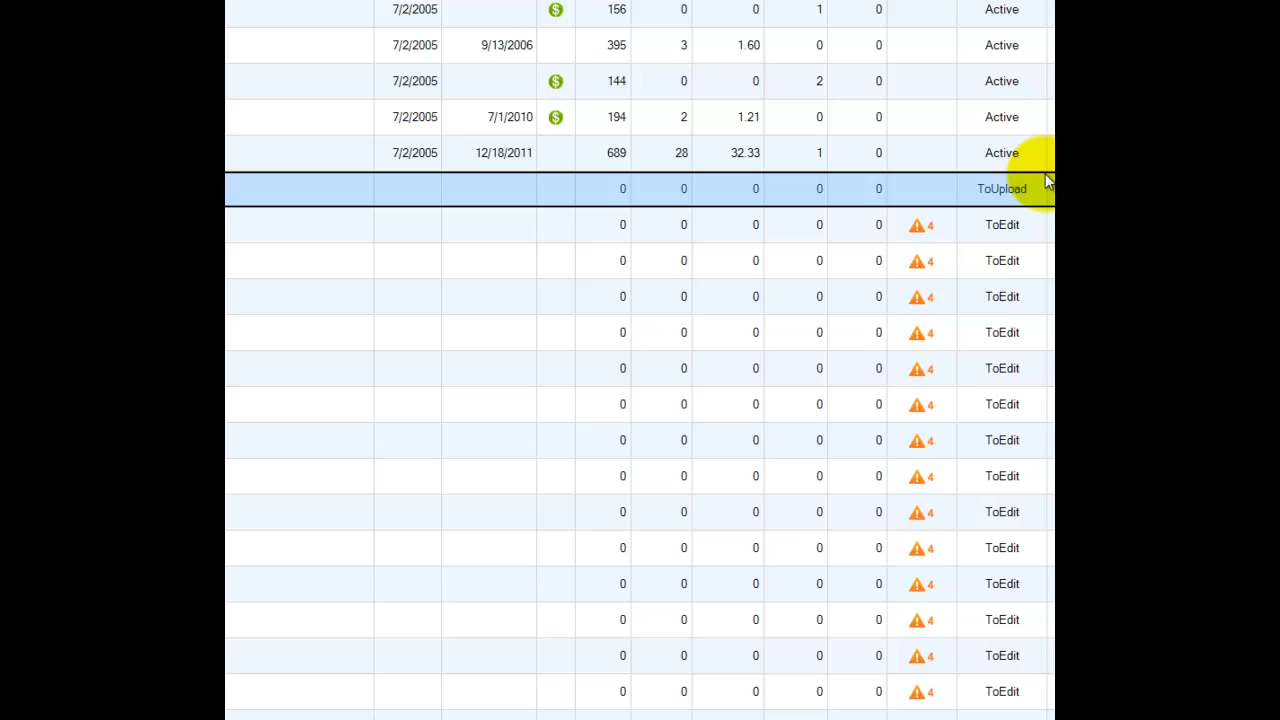 7/2/2005 $ 156 0 0 1 0 Active
7/2/2005 9/13/2006 395 3 1.60 0 0 Active
7/2/2005 $ 144 0 0 2 0 Active
7/2/2005 7/1/2010 $ 194 2 1.21 0 0 Active
7/2/2005 12/18/2011 689 28 32.33 1 0 Active
0 0 0 0 0 ToUpload
0 0 0 0 0 4 ToEdit
0 0 0 0 0 4 ToEdit
0 0 0 0 0 4 ToEdit
0 0 0 0 0 4 ToEdit
0 0 0 0 0 4 ToEdit
0 0 0 0 0 4 ToEdit
0 0 0 0 0 4 ToEdit
0 0 0 0 0 4 ToEdit
0 0 0 0 0 4 ToEdit
0 0 0 0 0 4 ToEdit
0 0 0 0 0 4 ToEdit
0 0 0 0 0 4 ToEdit
0 0 0 0 0 4 ToEdit
0 0 0 0 0 4 ToEdit